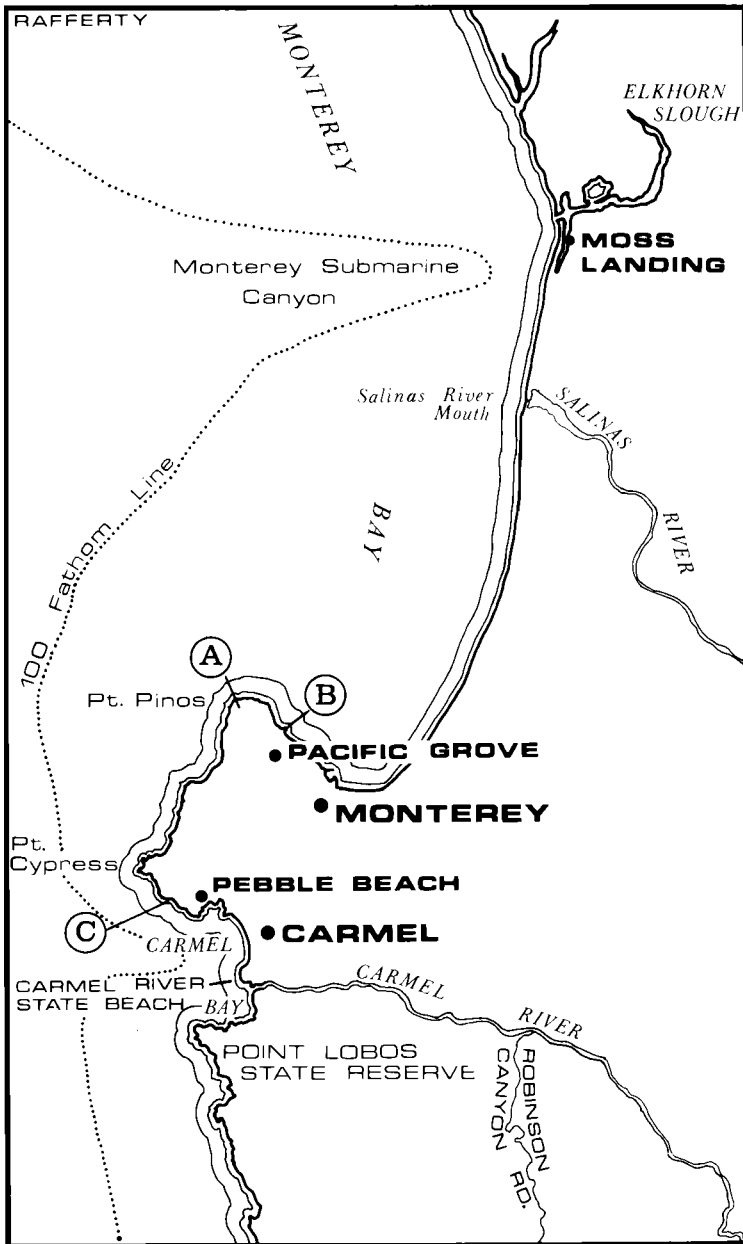 RAFFERTY
MONTEREY
ELKHORN
SLOUGH
MOSS
LANDING
Monterey Submarine
Canyon
Salinas River
Mouth
SALINAS
RIVER
BAY
100 Fathom Line
A
Pt. Pinos
B
PACIFIC GROVE
MONTEREY
Pt.
Cypress
PEBBLE BEACH
C
CARMEL
CARMEL
CARMEL RIVER
STATE BEACH
BAY
CARMEL
RIVER
POINT LOBOS
STATE RESERVE
ROBINSON
CANYON RD.